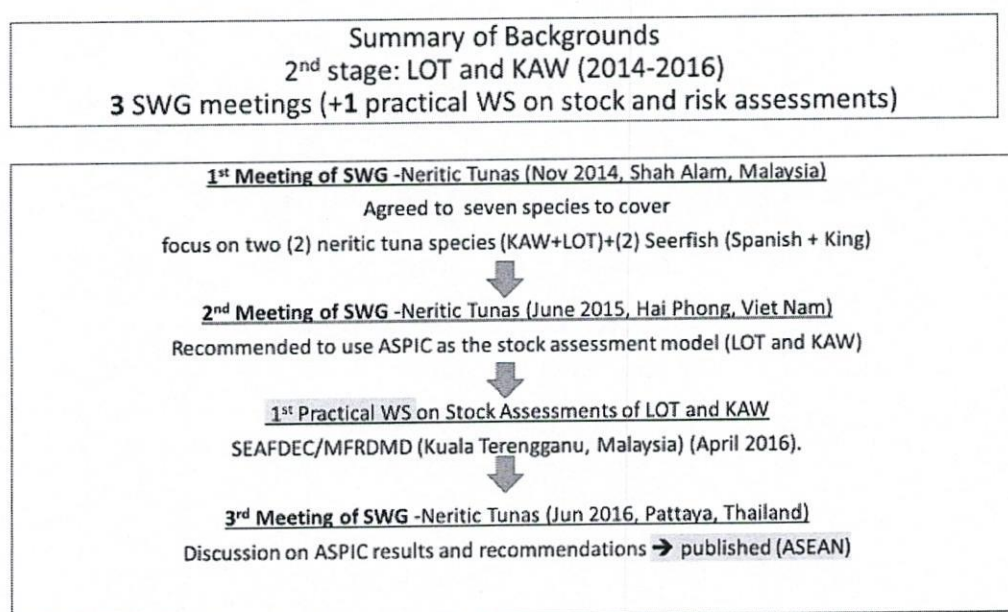 Summary of Backgrounds
2nd stage: LOT and KAW (2014-2016)
3 SWG meetings (+1 practical WS on stock and risk assessments)
1st Meeting of SWG -Neritic Tunas (Nov 2014, Shah Alam, Malaysia)
Agreed to seven species to cover
focus on two (2) neritic tuna species (KAW+LOT)+(2) Seerfish (Spanish + King)
2nd Meeting of SWG -Neritic Tunas (June 2015, Hai Phong, Viet Nam)
Recommended to use ASPIC as the stock assessment model (LOT and KAW)
1st Practical WS on Stock Assessments of LOT and KAW
SEAFDEC/MFRDMD (Kuala Terengganu, Malaysia) (April 2016).
3rd Meeting of SWG -Neritic Tunas (Jun 2016, Pattaya, Thailand)
Discussion on ASPIC results and recommendations ➔ published (ASEAN)